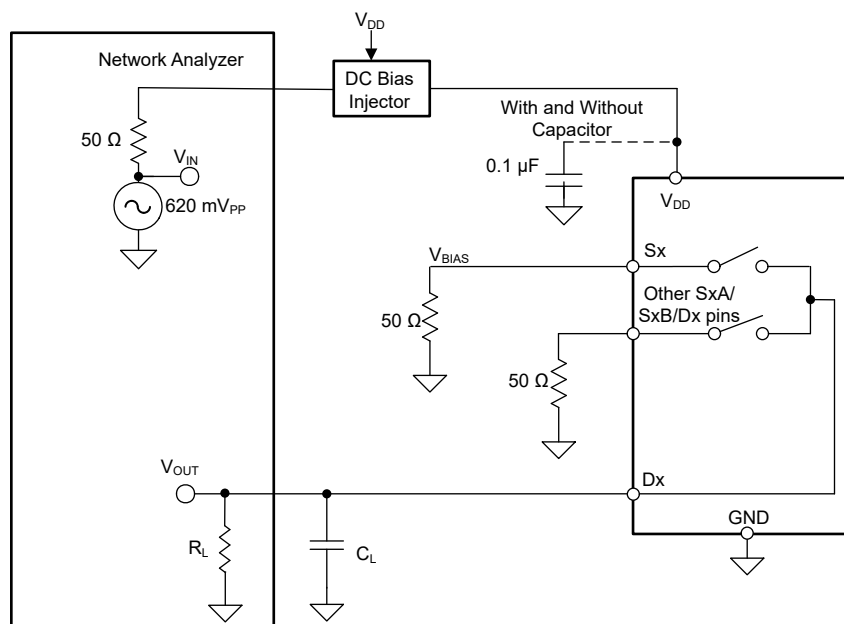 V_DD
Network Analyzer
DC Bias
Injector
With and Without
Capacitor
50 Ω
V_IN
0.1 µF
620 mV_PP
V_DD
V_BIAS
Sx
Other SxA/
SxB/Dx pins
50 Ω
50 Ω
V_OUT
Dx
GND
R_L
C_L